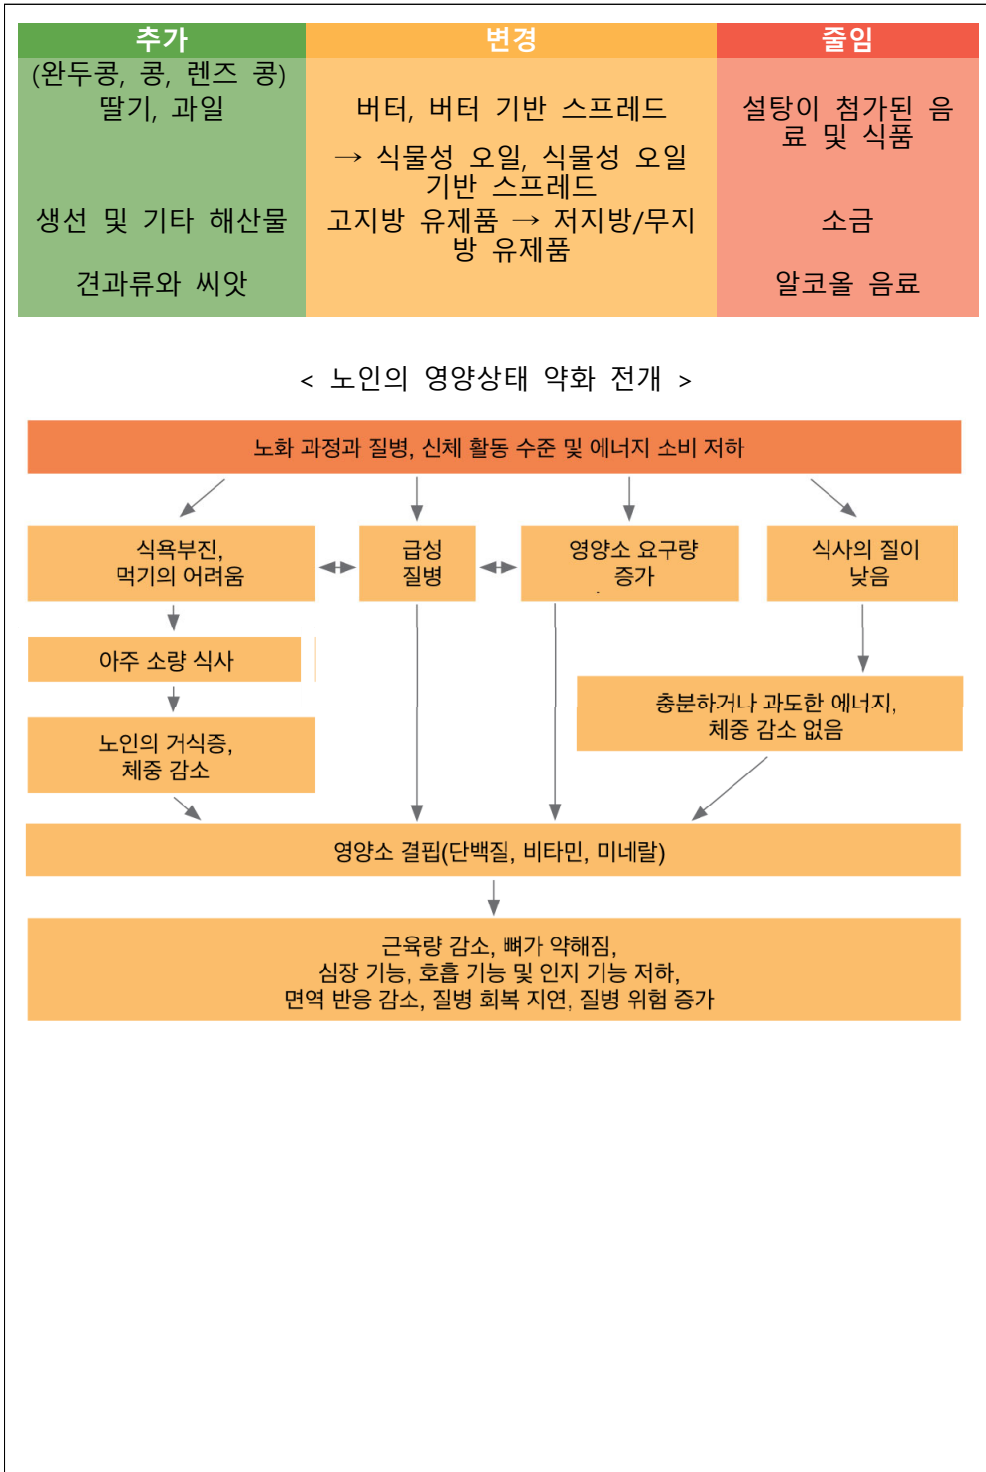 추가 변경 줄임
(완두콩, 콩, 렌즈 콩)
딸기, 과일 버터, 버터 기반 스프레드 설탕이 첨가된 음
료 및 식품
→ 식물성 오일, 식물성 오일
기반 스프레드
생선 및 기타 해산물 고지방 유제품 → 저지방/무지 소금
방 유제품
견과류와 씨앗 알코올 음료
< 노인의 영양상태 약화 전개 >
노화 과정과 질병, 신체 활동 수준 및 에너지 소비 저하
식욕부진,
먹기의 어려움
급성
질병
영양소 요구량
증가
식사의 질이
낮음
아주 소량 식사
충분하거나 과도한 에너지,
체중 감소 없음
노인의 거식증,
체중 감소
영양소 결핍(단백질, 비타민, 미네랄)
근육량 감소, 뼈가 약해짐,
심장 기능, 호흡 기능 및 인지 기능 저하,
면역 반응 감소, 질병 회복 지연, 질병 위험 증가